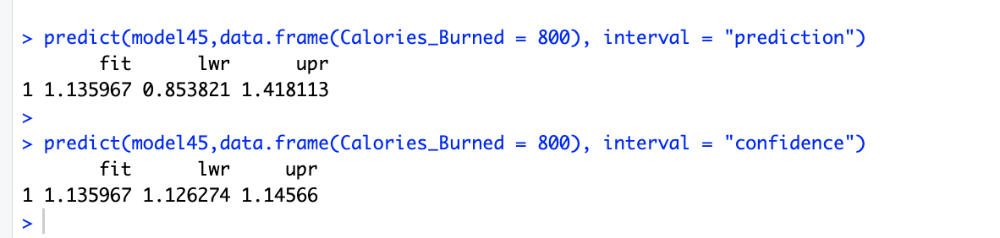 > predict(model45,data.frame(Calories_Burned = 800), interval = "prediction")
       fit      lwr      upr
1 1.135967 0.853821 1.418113
>
> predict(model45,data.frame(Calories_Burned = 800), interval = "confidence")
       fit      lwr     upr
1 1.135967 1.126274 1.14566
>